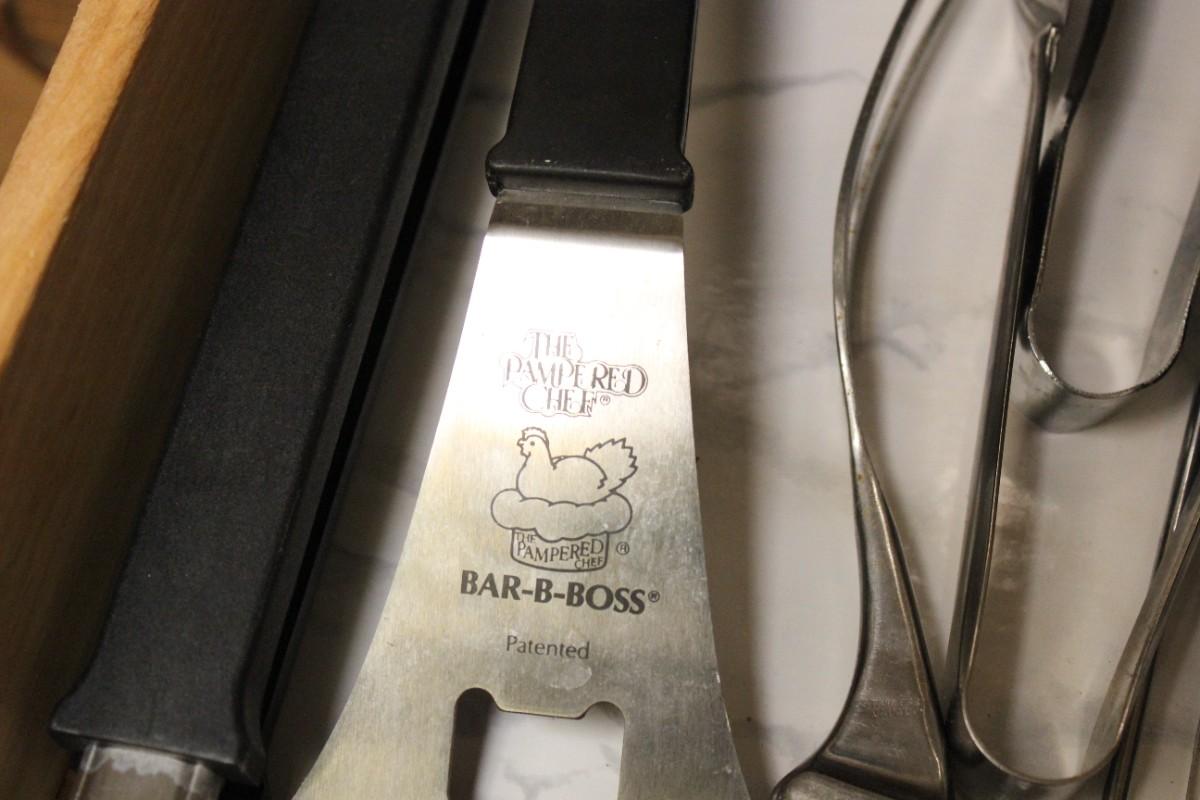 THE
PAMPERED
CHEF®
THE
PAMPERED
CHEF
®
BAR-B-BOSS®
Patented